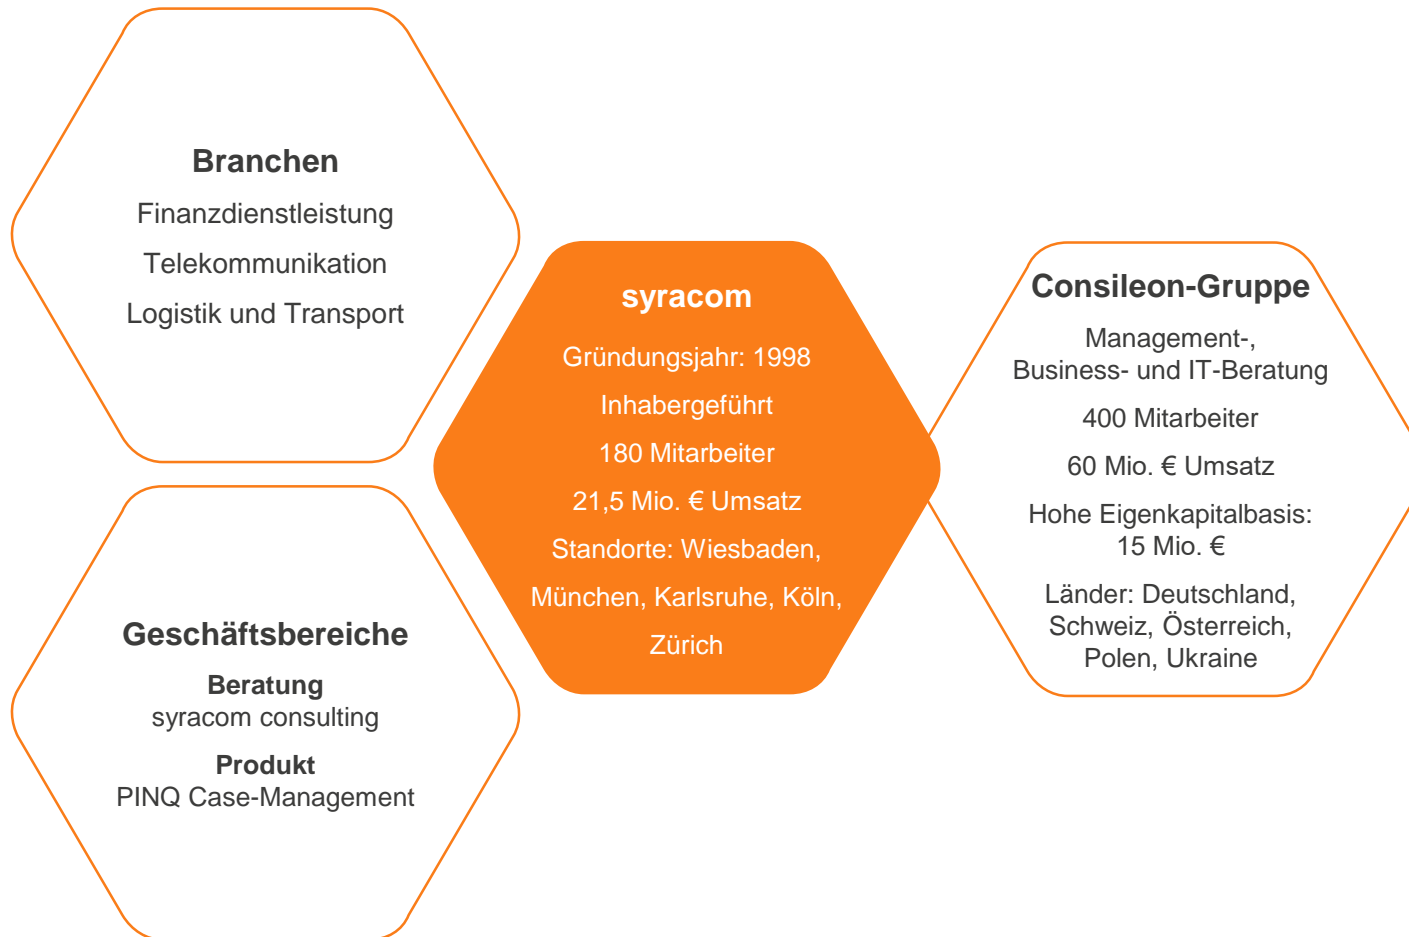 Branchen
Finanzdienstleistung
Telekommunikation
Logistik und Transport
Geschäftsbereiche
Beratung
syracom consulting
Produkt
PINQ Case-Management
syracom
Gründungsjahr: 1998
Inhabergeführt
180 Mitarbeiter
21,5 Mio. € Umsatz
Standorte: Wiesbaden,
München, Karlsruhe, Köln,
Zürich
Consileon-Gruppe
Management-,
Business- und IT-Beratung
400 Mitarbeiter
60 Mio. € Umsatz
Hohe Eigenkapitalbasis:
15 Mio. €
Länder: Deutschland,
Schweiz, Österreich,
Polen, Ukraine